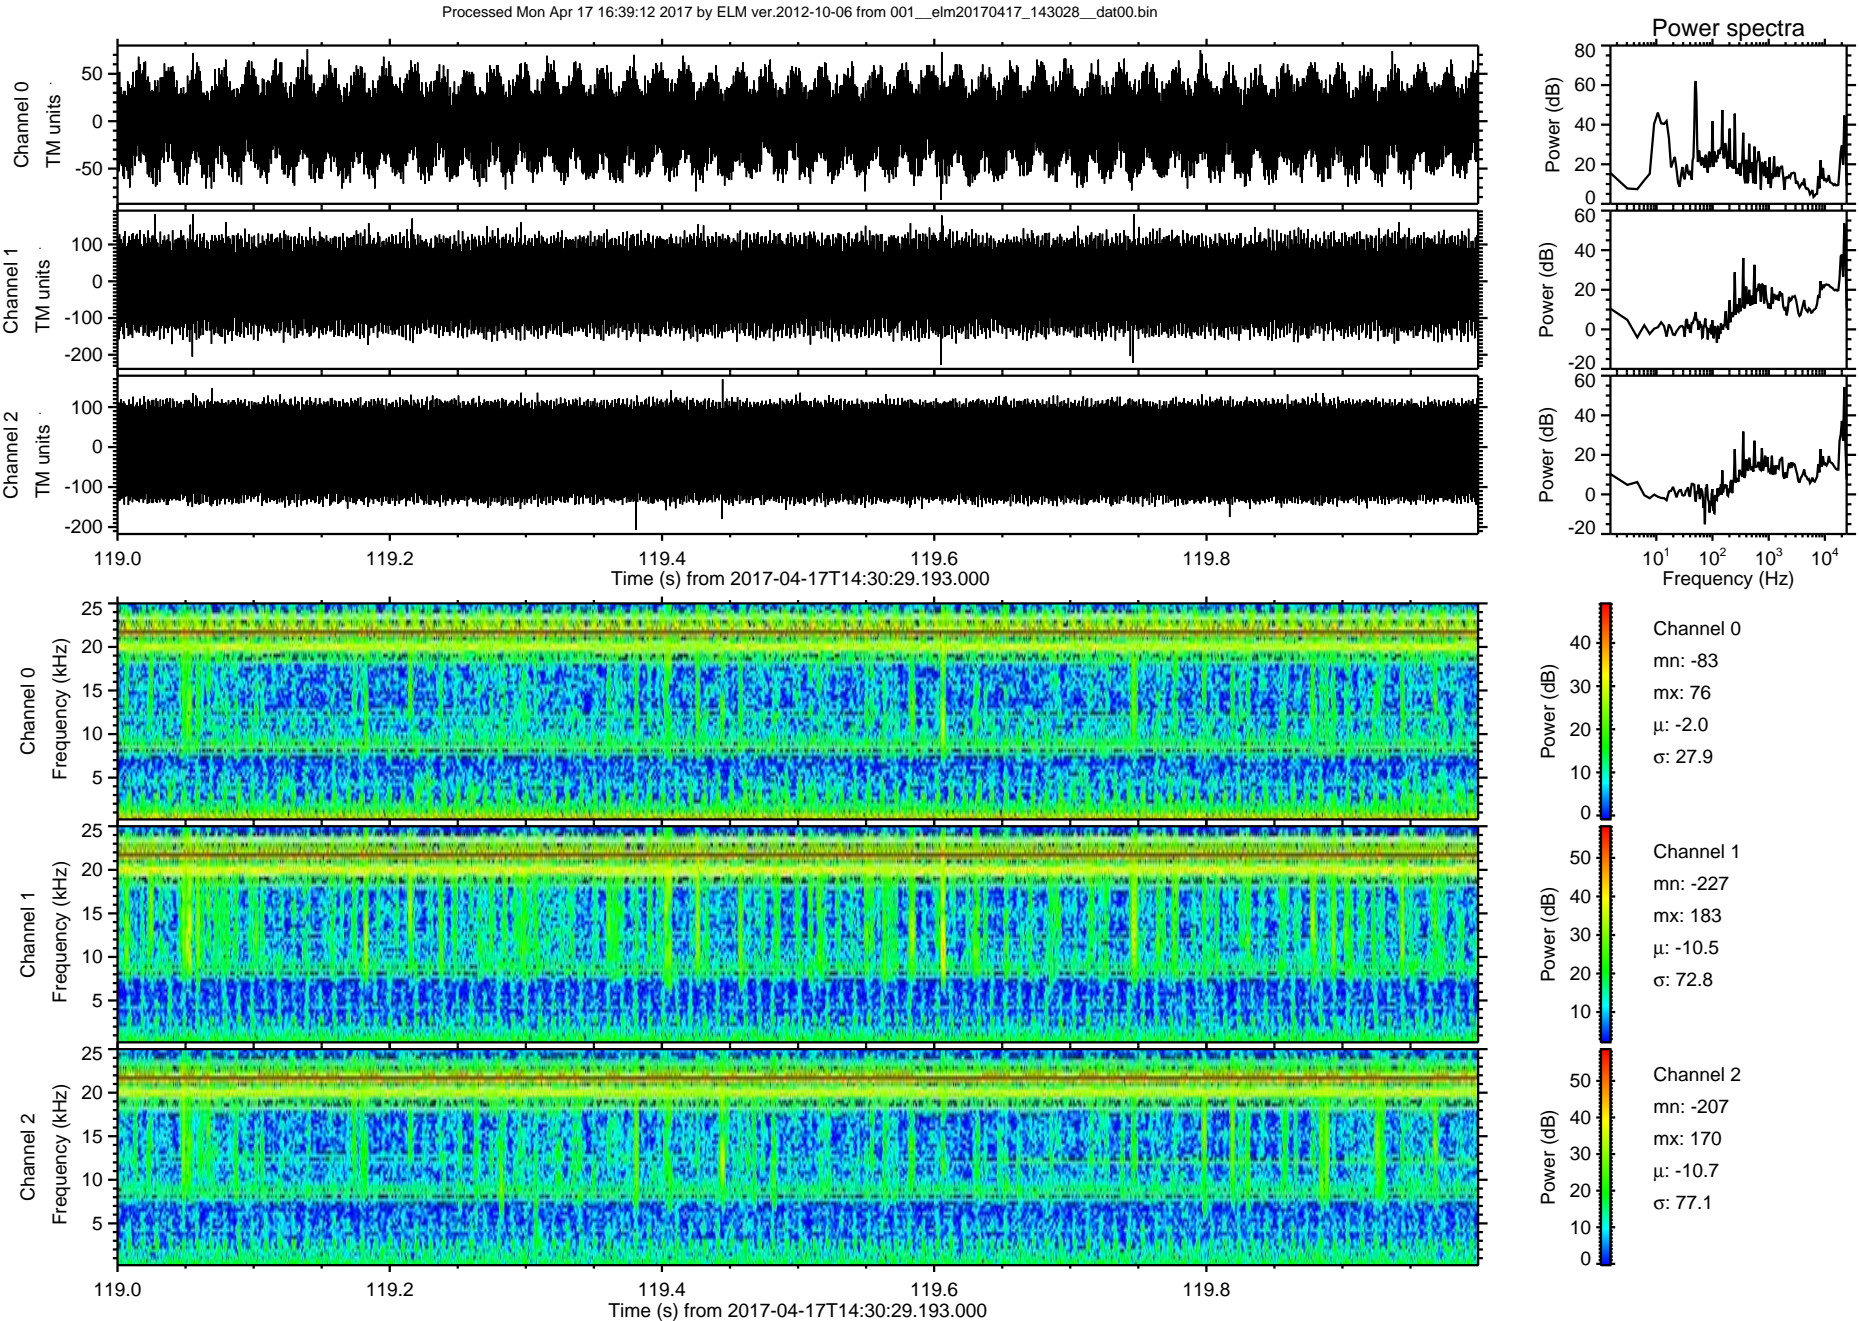 Processed Mon Apr 17 16:39:12 2017 by ELM ver.2012-10-06 from 001__elm20170417_143028__dat00.bin
Power spectra
Channel 0
TM units
50
0
-50
Power (dB)
80
60
40
20
0
Channel 1
TM units
100
0
-100
-200
Power (dB)
60
40
20
0
-20
Channel 2
TM units
100
0
-100
-200
Power (dB)
60
40
20
0
-20
119.0 119.2 119.4 119.6 119.8
Time (s) from 2017-04-17T14:30:29.193.000
10^1 10^2 10^3 10^4
Frequency (Hz)
Channel 0
Frequency (kHz)
25
20
15
10
5
Power (dB)
40
30
20
10
0
Channel 0
mn: -83
mx: 76
μ: -2.0
σ: 27.9
Channel 1
Frequency (kHz)
25
20
15
10
5
Power (dB)
50
40
30
20
10
Channel 1
mn: -227
mx: 183
μ: -10.5
σ: 72.8
Channel 2
Frequency (kHz)
25
20
15
10
5
Power (dB)
50
40
30
20
10
0
Channel 2
mn: -207
mx: 170
μ: -10.7
σ: 77.1
119.0 119.2 119.4 119.6 119.8
Time (s) from 2017-04-17T14:30:29.193.000